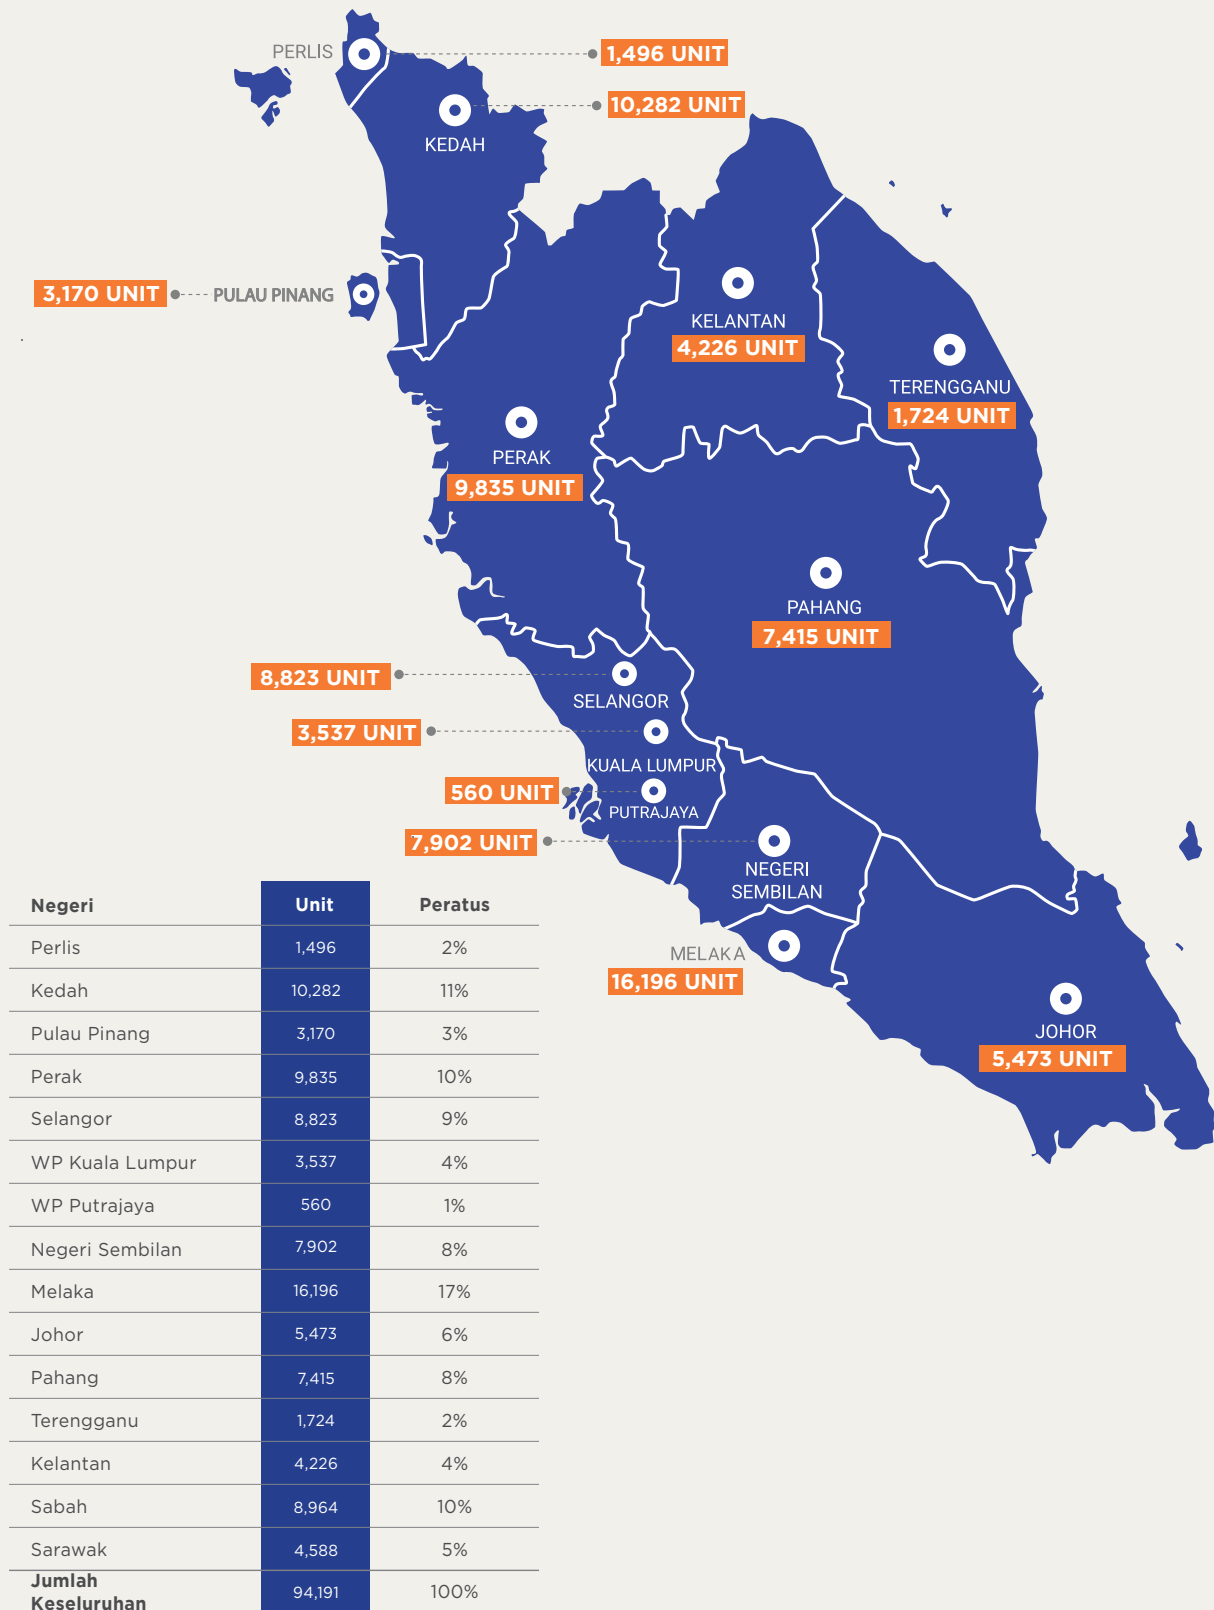 PERLIS
1,496 UNIT
10,282 UNIT
KEDAH
3,170 UNIT
PULAU PINANG
KELANTAN
4,226 UNIT
TERENGGANU
1,724 UNIT
PERAK
9,835 UNIT
PAHANG
7,415 UNIT
8,823 UNIT
SELANGOR
3,537 UNIT
KUALA LUMPUR
560 UNIT
PUTRAJAYA
7,902 UNIT
NEGERI
SEMBILAN
MELAKA
16,196 UNIT
JOHOR
5,473 UNIT
Negeri Unit Peratus
Perlis 1,496 2%
Kedah 10,282 11%
Pulau Pinang 3,170 3%
Perak 9,835 10%
Selangor 8,823 9%
WP Kuala Lumpur 3,537 4%
WP Putrajaya 560 1%
Negeri Sembilan 7,902 8%
Melaka 16,196 17%
Johor 5,473 6%
Pahang 7,415 8%
Terengganu 1,724 2%
Kelantan 4,226 4%
Sabah 8,964 10%
Sarawak 4,588 5%
Jumlah
Keseluruhan 94,191 100%